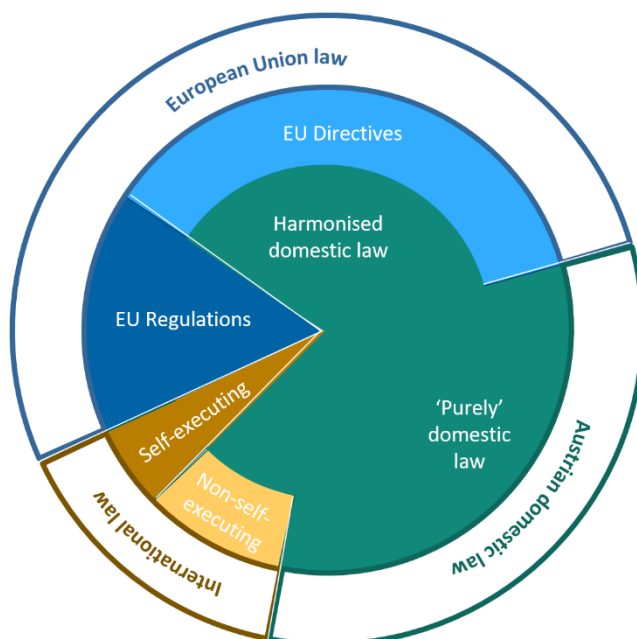 European Union law
EU Directives
Harmonised
domestic law
EU Regulations
Self-executing
'Purely'
domestic
law
Non-self-
executing
International law
Austrian domestic law